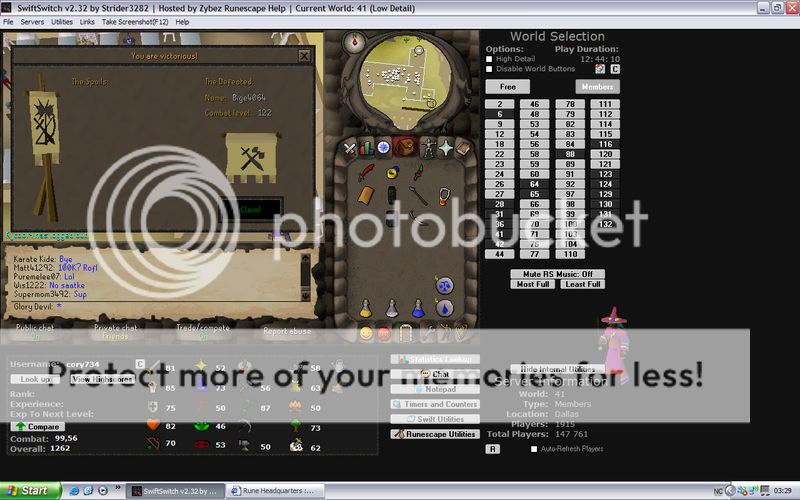 SwiftSwitch v2.32 by Strider3282 | Hosted by Zybez Runescape Help | Current World: 41 (Low Detail)
File Servers Utilities Links Take Screenshot(F12) Help
You are victorious!
The Spoils:
The Defeated:
Name: Bige4064
Combat level: 122
Claim!
Karate Kide: Bye
Matt41292: 100K? Rofl
Puremelee07: Lol
Wis1222: No saatke
Supermom3492: Sup
Glory Devil: *
Public chat
On
Private chat
Friends
Trade/compete
On
Report abuse
World Selection
Options: Play Duration:
High Detail 12: 44: 10
Disable World Buttons C
Free Members
2 46 78 111
6 48 79 112
9 53 82 114
12 54 83 115
18 56 84 116
22 58 88 120
23 59 89 121
24 60 91 123
26 64 92 124
27 65 97 129
28 66 98 130
31 69 99 131
36 70 103 132
41 71
42 76 104
44 77 110
Mute RS Music: Off
Most Full Least Full
photobucket
Protect more of your memories for less!
Username: cory734 C
Look up View Highscores
Rank:
Experience:
Exp To Next Level:
Compare
Combat: 99,56
Overall: 1262
81 52 63
85 73 56 58
75 50 87 50
82 46 73
70 53 50 62
Statistics Lookup
Chat
Notepad
Timers and Counters
Swift Utilities
Runescape Utilities
Hide Internal Utilities
Server Information
World: 41
Type: Members
Location: Dallas
Players: 1915
Total Players: 147 761
R Auto-Refresh Players
Start SwiftSwitch v2.32 by ... Rune Headquarters :... NC 03:29